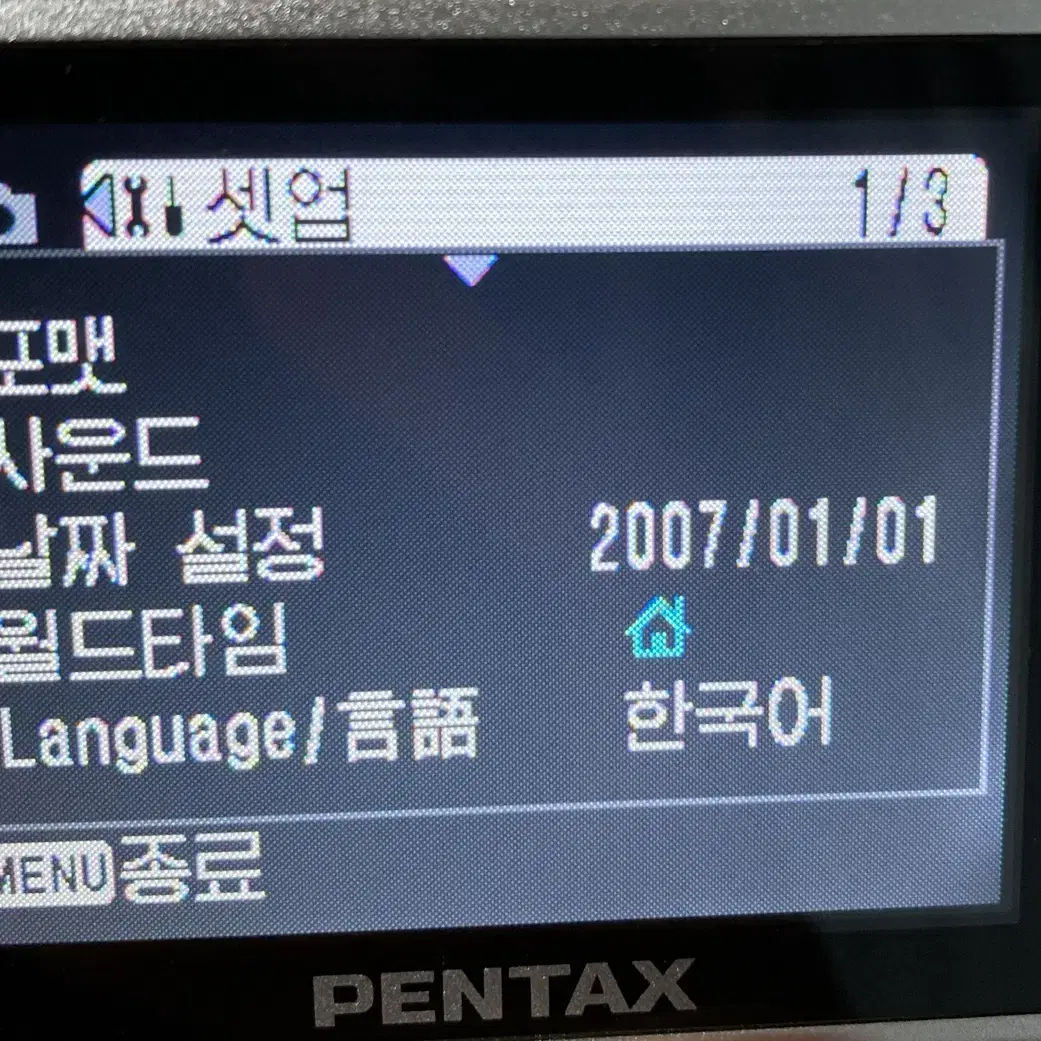 셋업 1/3
포맷
사운드
날짜 설정 2007/01/01
월드타임
Language/言語 한국어
MENU 종료
PENTAX